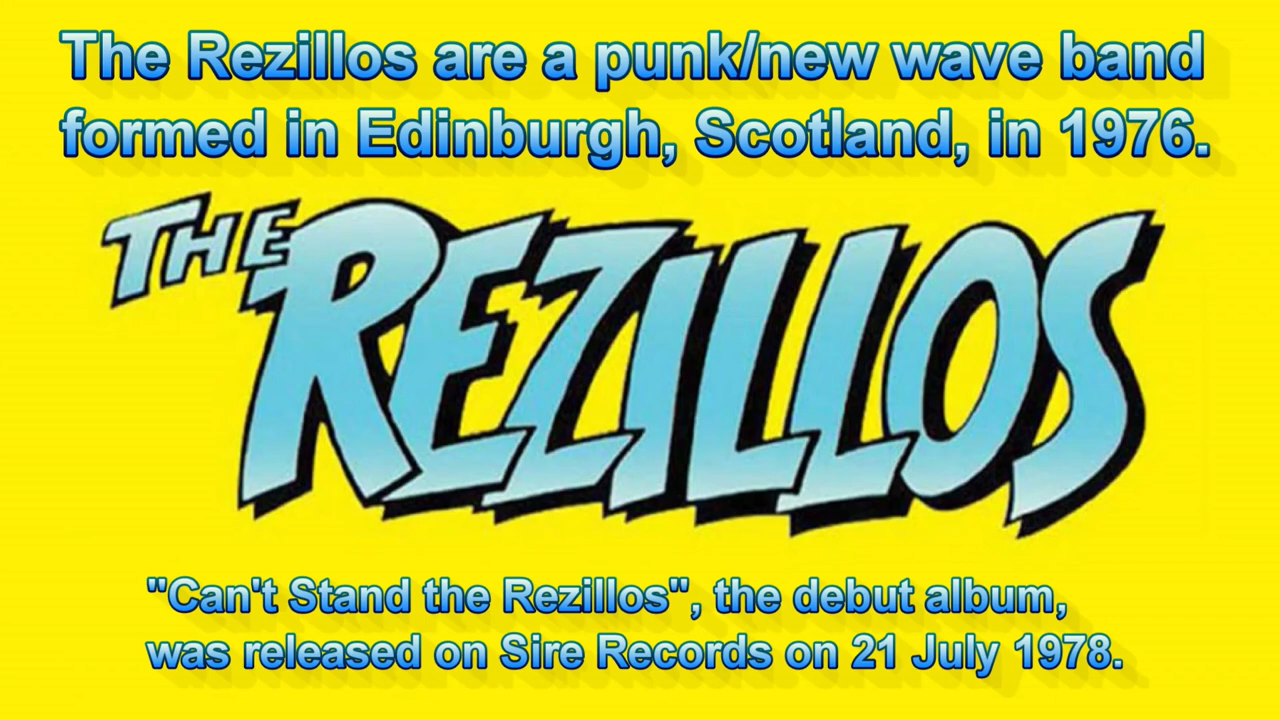 The Rezillos are a punk/new wave band
formed in Edinburgh, Scotland, in 1976.
THE REZILLOS
"Can't Stand the Rezillos", the debut album,
was released on Sire Records on 21 July 1978.